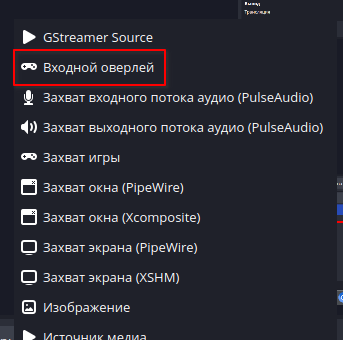 Выход
Трансляция
GStreamer Source
Входной оверлей
Захват входного потока аудио (PulseAudio)
Захват выходного потока аудио (PulseAudio)
Захват игры
Захват окна (PipeWire)
Захват окна (Xcomposite)
Захват экрана (PipeWire)
Захват экрана (XSHM)
Изображение
Источник медиа